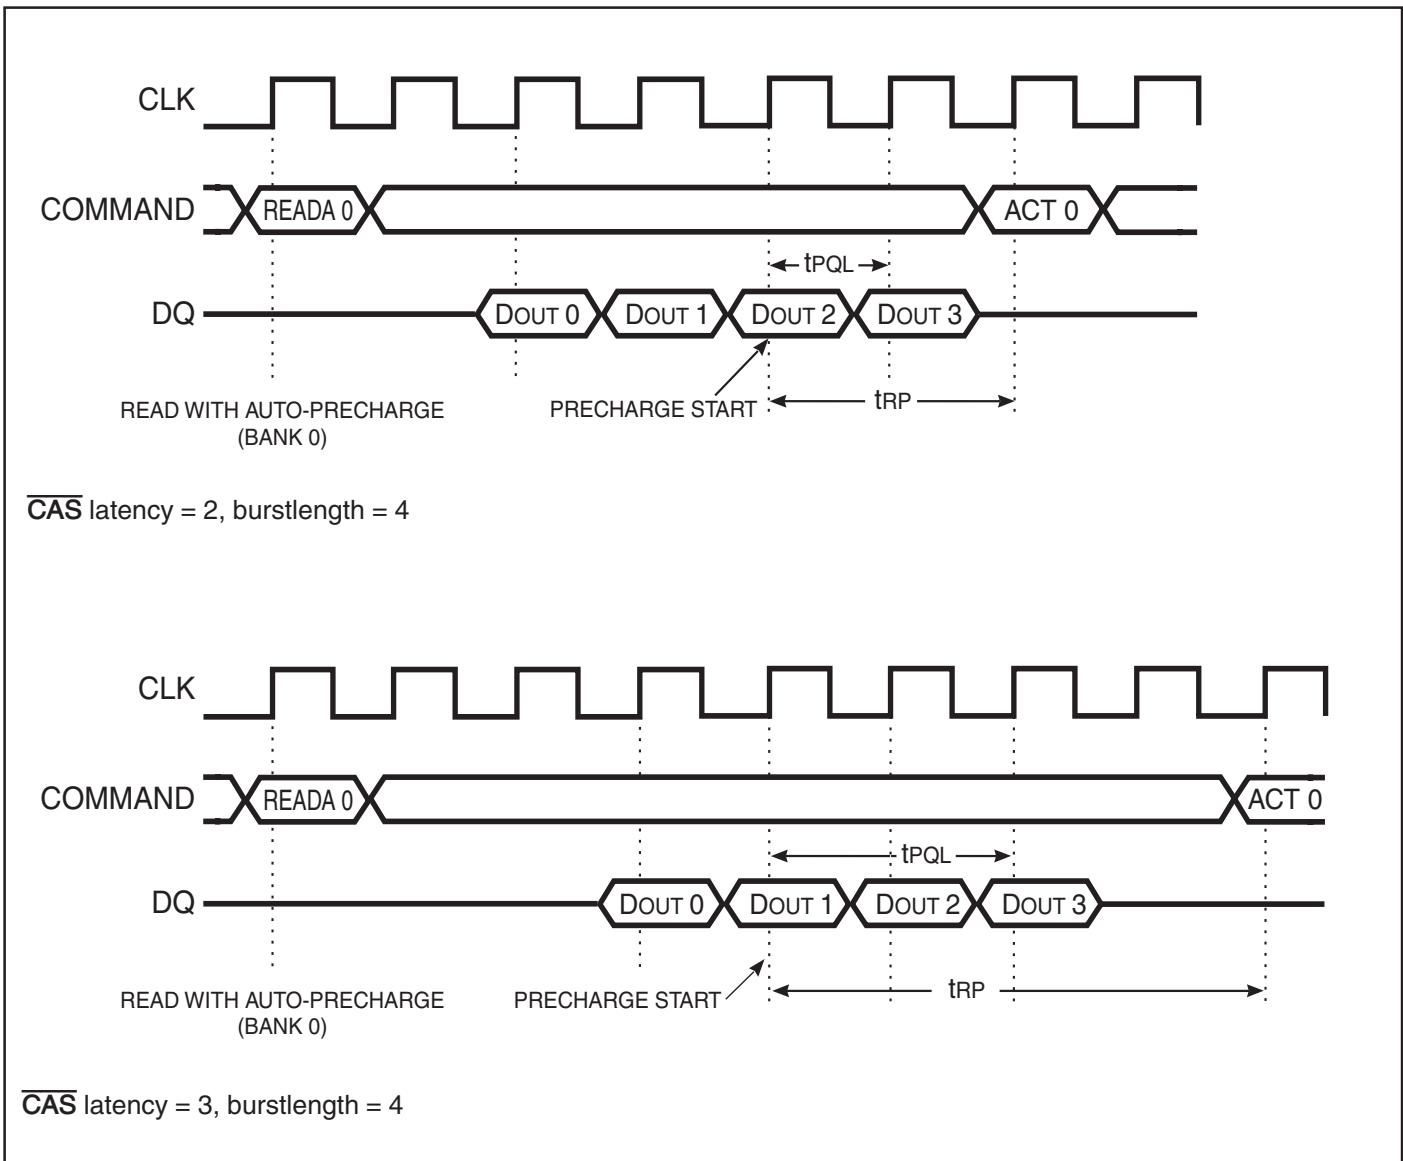 CLK
COMMAND
READA 0
ACT 0
tPQL
DQ
DOUT 0
DOUT 1
DOUT 2
DOUT 3
READ WITH AUTO-PRECHARGE
(BANK 0)
PRECHARGE START
tRP
CAS latency = 2, burstlength = 4
CLK
COMMAND
READA 0
ACT 0
tPQL
DQ
DOUT 0
DOUT 1
DOUT 2
DOUT 3
READ WITH AUTO-PRECHARGE
(BANK 0)
PRECHARGE START
tRP
CAS latency = 3, burstlength = 4